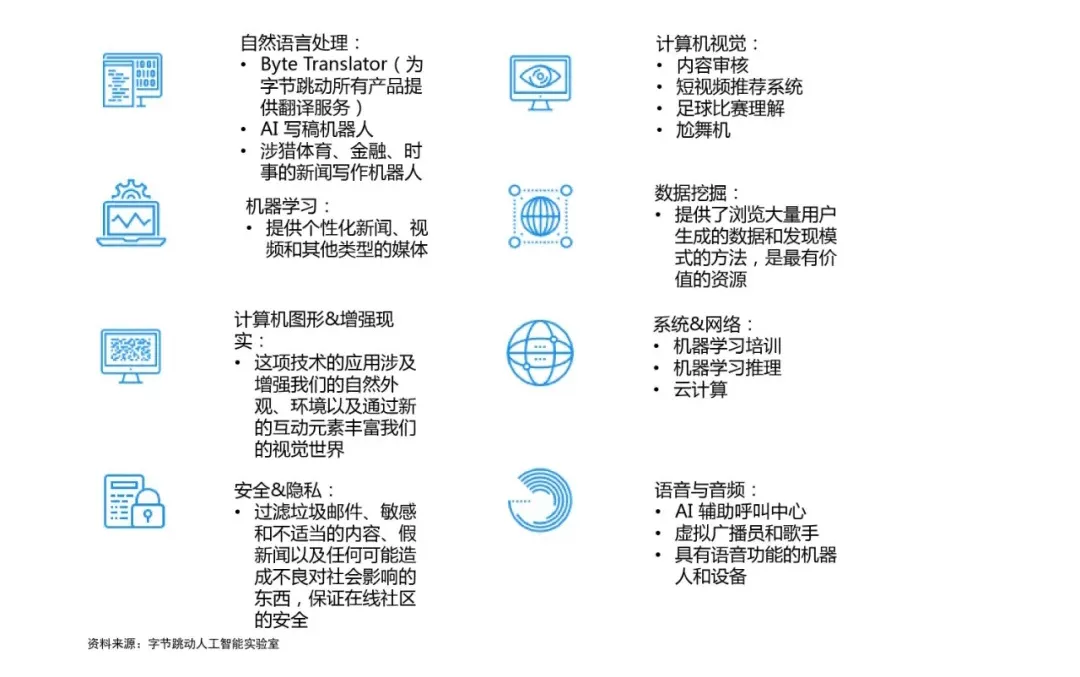 自然语言处理：
• Byte Translator（为
字节跳动所有产品提
供翻译服务）
• AI 写稿机器人
• 涉猎体育、金融、时
事的新闻写作机器人
计算机视觉：
• 内容审核
• 短视频推荐系统
• 足球比赛理解
• 尬舞机
机器学习：
• 提供个性化新闻、视
频和其他类型的媒体
数据挖掘：
• 提供了浏览大量用户
生成的数据和发现模
式的方法，是最有价
值的资源
计算机图形&增强现
实：
• 这项技术的应用涉及
增强我们的自然外
观、环境以及通过新
的互动元素丰富我们
的视觉世界
系统&网络：
• 机器学习培训
• 机器学习推理
• 云计算
安全&隐私：
• 过滤垃圾邮件、敏感
和不适当的内容、假
新闻以及任何可能造
成不良对社会影响的
东西，保证在线社区
的安全
语音与音频：
• AI 辅助呼叫中心
• 虚拟广播员和歌手
• 具有语音功能的机器
人和设备
资料来源：字节跳动人工智能实验室
1001
0110
1100